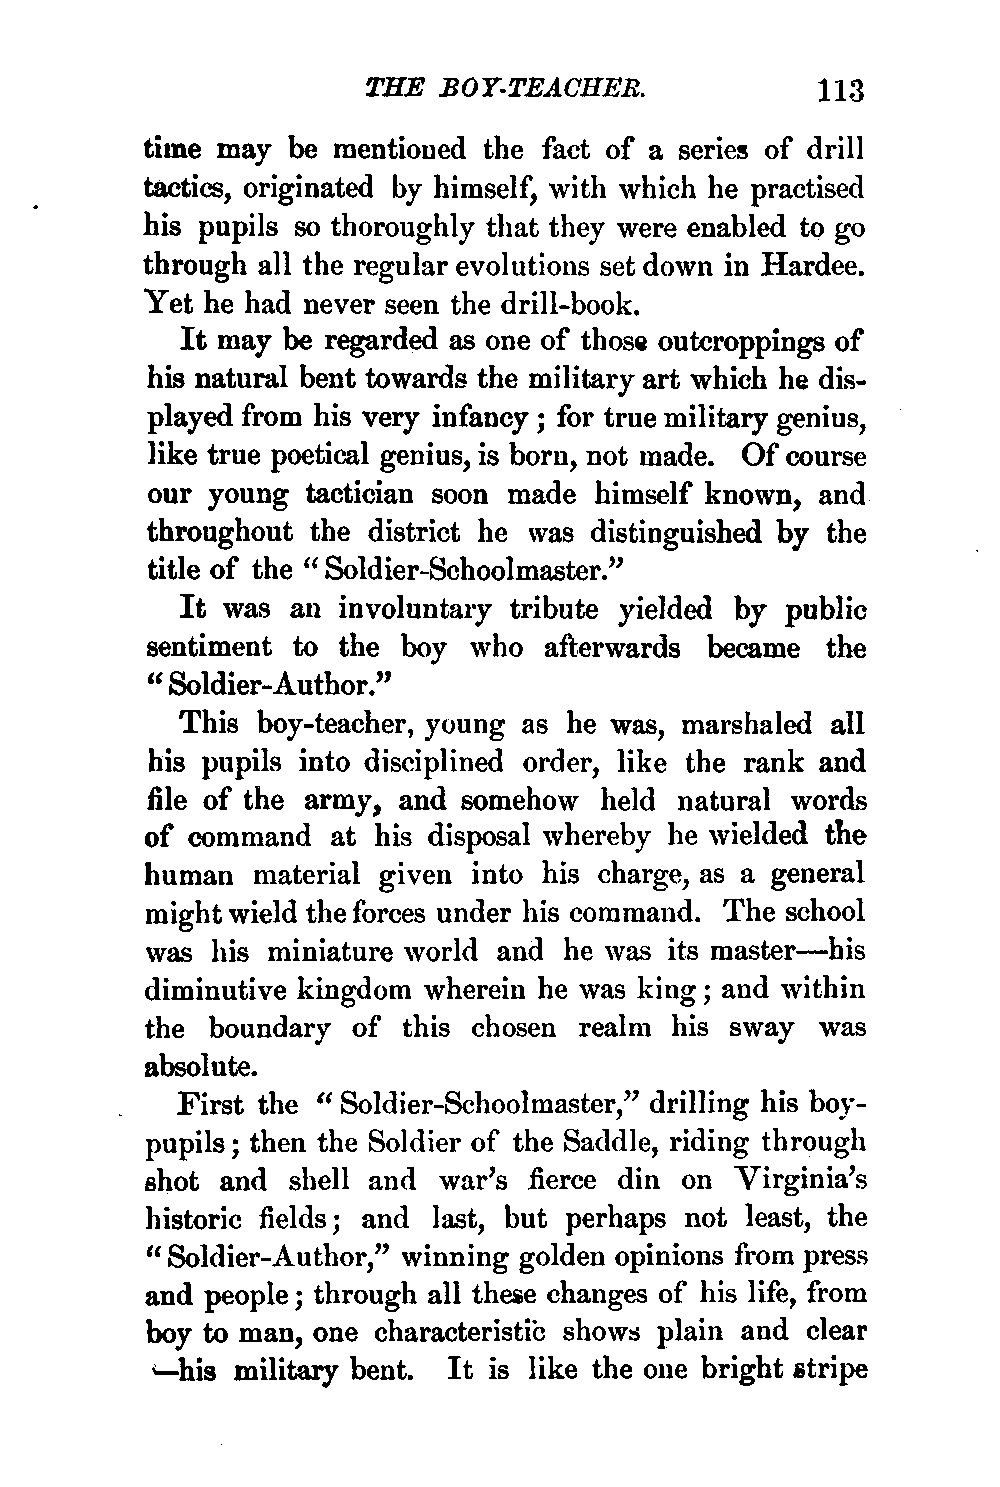 THE BOY-TEACHER. 113
time may be mentioned the fact of a series of drill
tactics, originated by himself, with which he practised
his pupils so thoroughly that they were enabled to go
through all the regular evolutions set down in Hardee.
Yet he had never seen the drill-book.
It may be regarded as one of those outcroppings of
his natural bent towards the military art which he dis-
played from his very infancy; for true military genius,
like true poetical genius, is born, not made. Of course
our young tactician soon made himself known, and
throughout the district he was distinguished by the
title of the "Soldier-Schoolmaster."
It was an involuntary tribute yielded by public
sentiment to the boy who afterwards became the
"Soldier-Author."
This boy-teacher, young as he was, marshaled all
his pupils into disciplined order, like the rank and
file of the army, and somehow held natural words
of command at his disposal whereby he wielded the
human material given into his charge, as a general
might wield the forces under his command. The school
was his miniature world and he was its master—his
diminutive kingdom wherein he was king; and within
the boundary of this chosen realm his sway was
absolute.
First the "Soldier-Schoolmaster," drilling his boy-
pupils; then the Soldier of the Saddle, riding through
shot and shell and war's fierce din on Virginia's
historic fields; and last, but perhaps not least, the
"Soldier-Author," winning golden opinions from press
and people; through all these changes of his life, from
boy to man, one characteristic shows plain and clear
—his military bent. It is like the one bright stripe